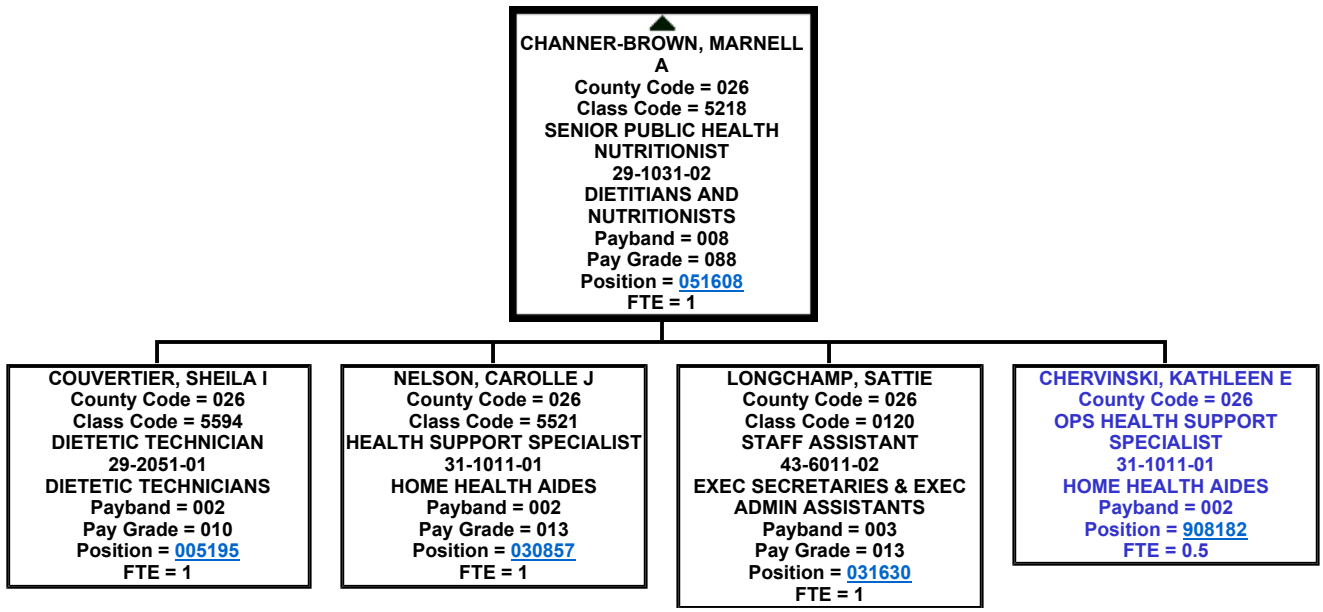 CHANNER-BROWN, MARNELL
A
County Code = 026
Class Code = 5218
SENIOR PUBLIC HEALTH
NUTRITIONIST
29-1031-02
DIETITIANS AND
NUTRITIONISTS
Payband = 008
Pay Grade = 088
Position = 051608
FTE = 1
COUVERTIER, SHEILA I
County Code = 026
Class Code = 5594
DIETETIC TECHNICIAN
29-2051-01
DIETETIC TECHNICIANS
Payband = 002
Pay Grade = 010
Position = 005195
FTE = 1
NELSON, CAROLLE J
County Code = 026
Class Code = 5521
HEALTH SUPPORT SPECIALIST
31-1011-01
HOME HEALTH AIDES
Payband = 002
Pay Grade = 013
Position = 030857
FTE = 1
LONGCHAMP, SATTIE
County Code = 026
Class Code = 0120
STAFF ASSISTANT
43-6011-02
EXEC SECRETARIES & EXEC
ADMIN ASSISTANTS
Payband = 003
Pay Grade = 013
Position = 031630
FTE = 1
CHERVINSKI, KATHLEEN E
County Code = 026
OPS HEALTH SUPPORT
SPECIALIST
31-1011-01
HOME HEALTH AIDES
Payband = 002
Position = 908182
FTE = 0.5